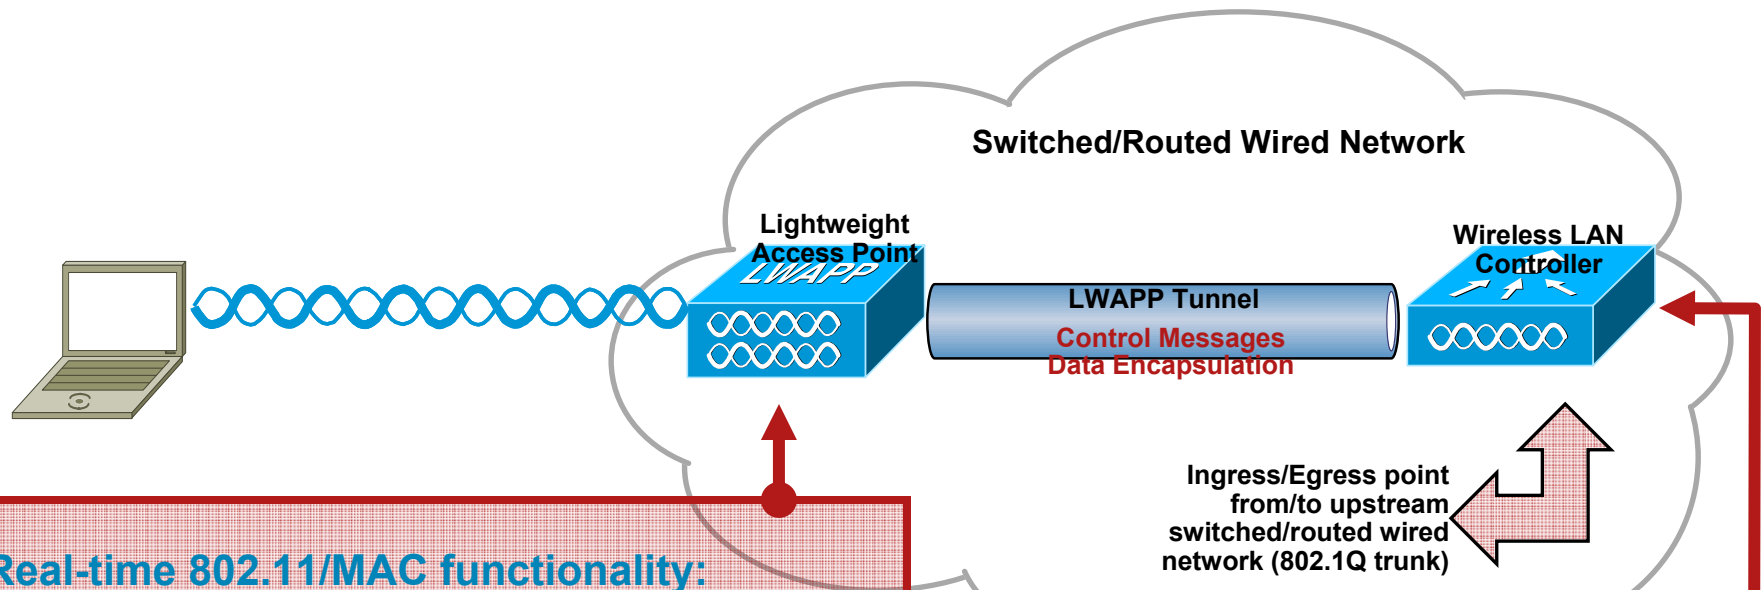 Switched/Routed Wired Network
Lightweight
Access Point
LWAPP
Wireless LAN
Controller
LWAPP Tunnel
Control Messages
Data Encapsulation
Ingress/Egress point
from/to upstream
switched/routed wired
network (802.1Q trunk)
Real-time 802.11/MAC functionality: